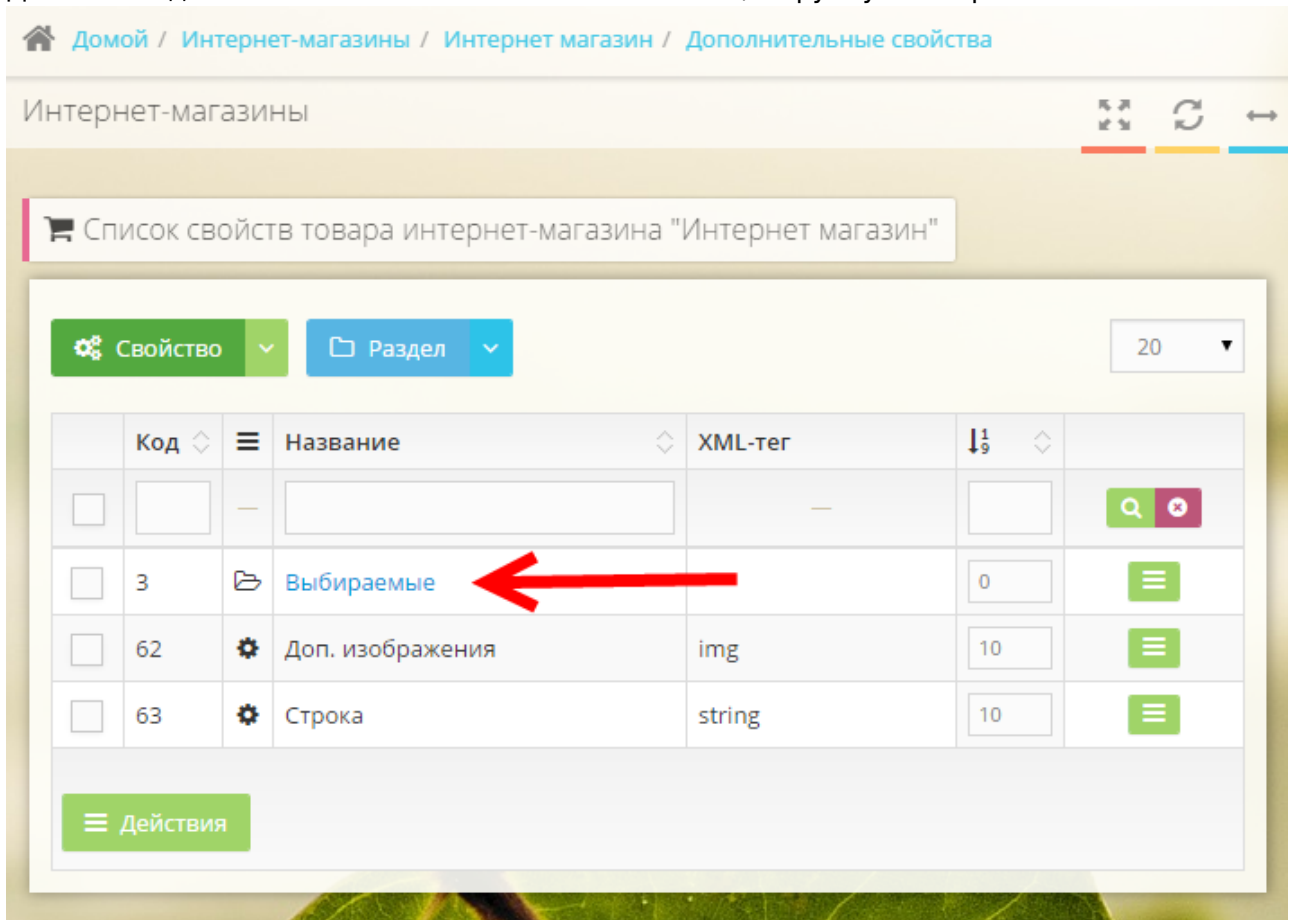 Домой / Интернет-магазины / Интернет магазин / Дополнительные свойства
Интернет-магазины
Список свойств товара интернет-магазина "Интернет магазин"
Свойство Раздел 20
Код Название XML-тег
3 Выбираемые 0
62 Доп. изображения img 10
63 Строка string 10
Действия